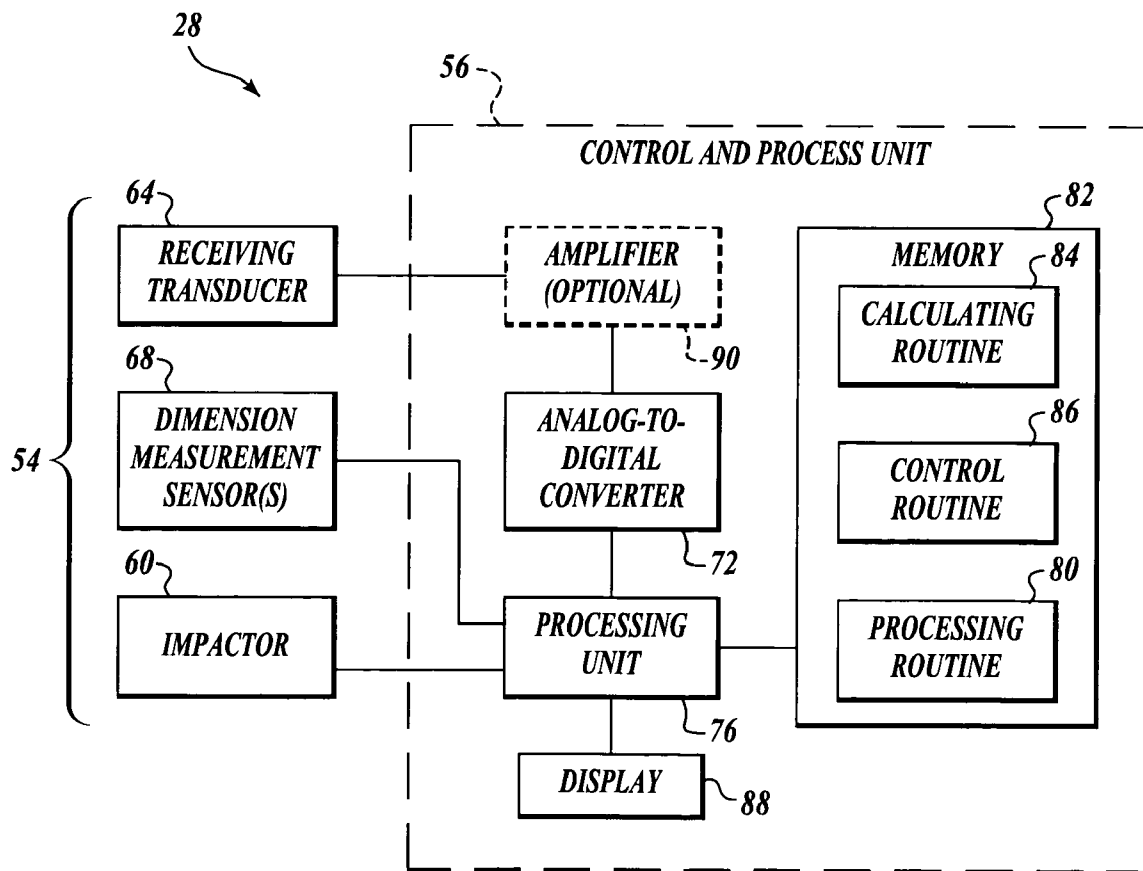 28
56
CONTROL AND PROCESS UNIT
64
RECEIVING
TRANSDUCER
AMPLIFIER
(OPTIONAL)
90
82
MEMORY
84
CALCULATING
ROUTINE
54
68
DIMENSION
MEASUREMENT
SENSOR(S)
ANALOG-TO-
DIGITAL
CONVERTER
72
86
CONTROL
ROUTINE
60
IMPACTOR
PROCESSING
UNIT
76
80
PROCESSING
ROUTINE
DISPLAY
88